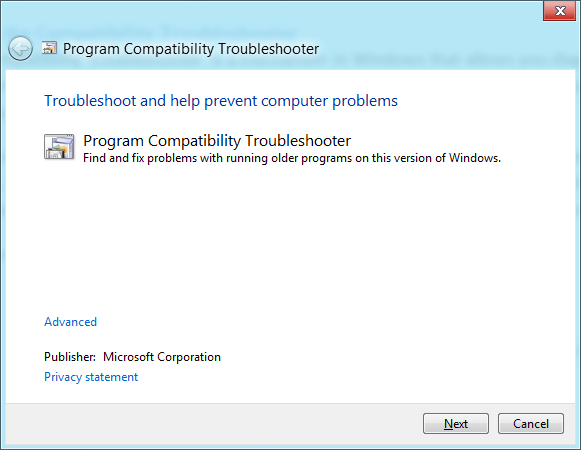 Program Compatibility Troubleshooter
Troubleshoot and help prevent computer problems
Program Compatibility Troubleshooter
Find and fix problems with running older programs on this version of Windows.
Advanced
Publisher: Microsoft Corporation
Privacy statement
Next
Cancel